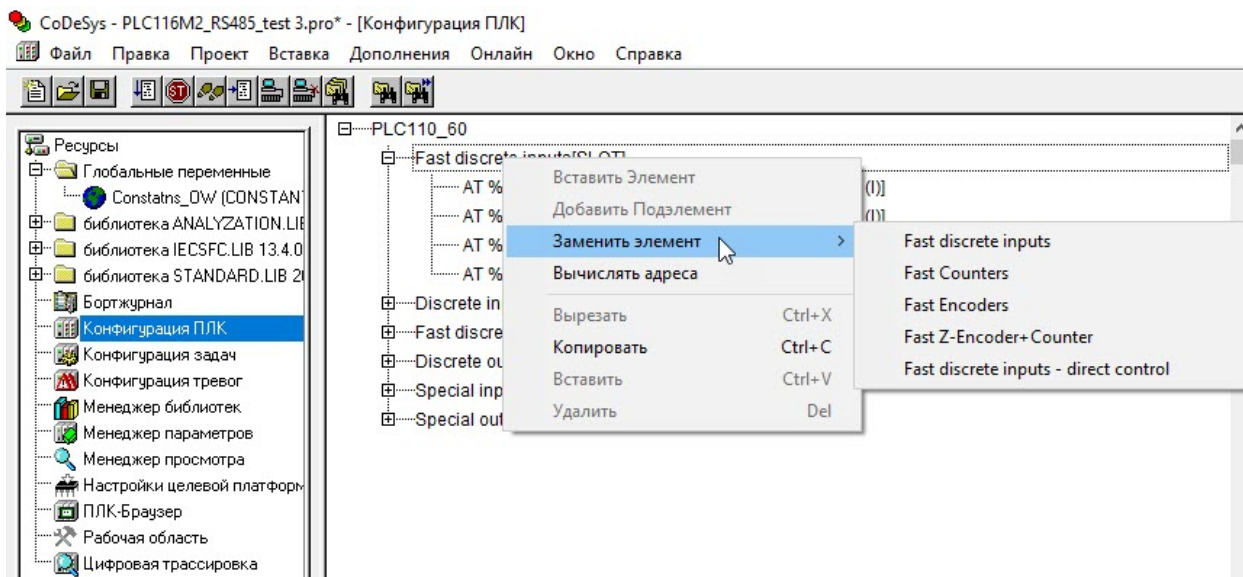 CoDeSys - PLC116M2_RS485_test 3.pro* - [Конфигурация ПЛК]
Файл Правка Проект Вставка Дополнения Онлайн Окно Справка
Ресурсы
Глобальные переменные
Constatns_OW (CONSTAN
библиотека ANALYZATION.LIE
библиотека IECSFC.LIB 13.4.0
библиотека STANDARD.LIB 2
Бортжурнал
Конфигурация ПЛК
Конфигурация задач
Конфигурация тревог
Менеджер библиотек
Менеджер параметров
Менеджер просмотра
Настройки целевой платформ
ПЛК-Браузер
Рабочая область
Цифровая трассировка
PLC110_60
Fast discrete inputs[SLOT]
AT % (I)]
AT % (I)]
AT %
AT %
Discrete in
Fast discre
Discrete ou
Special inp
Special out
Вставить Элемент
Добавить Подэлемент
Заменить элемент
Вычислять адреса
Вырезать Ctrl+X
Копировать Ctrl+C
Вставить Ctrl+V
Удалить Del
Fast discrete inputs
Fast Counters
Fast Encoders
Fast Z-Encoder+Counter
Fast discrete inputs - direct control